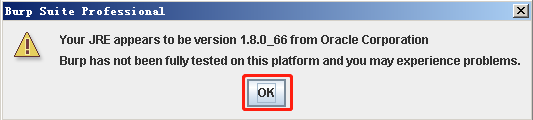 Burp Suite Professional
Your JRE appears to be version 1.8.0_66 from Oracle Corporation
Burp has not been fully tested on this platform and you may experience problems.
OK